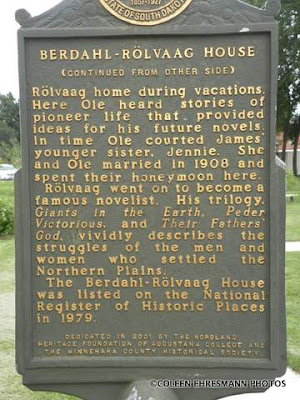 1857-1927
STATE OF SOUTH DAKOTA
BERDAHL-RÖLVAAG HOUSE
(CONTINUED FROM OTHER SIDE)
Rölvaag home during vacations.
Here Ole heard stories of
pioneer life that provided
ideas for his future novels.
In time Ole courted James'
younger sister, Jennie. She
and Ole married in 1908 and
spent their honeymoon here.
Rölvaag went on to become a
famous novelist. His trilogy,
Giants in the Earth, Peder
Victorious, and Their Fathers'
God, vividly describes the
struggles of the men and
women who settled the
Northern Plains.
The Berdahl-Rölvaag House
was listed on the National
Register of Historic Places
in 1979.
DEDICATED IN 2001 BY THE NORDLAND
HERITAGE FOUNDATION OF AUGUSTANA COLLEGE AND
THE MINNEHAHA COUNTY HISTORICAL SOCIETY
©COLEEN EHRESMANN PHOTOS